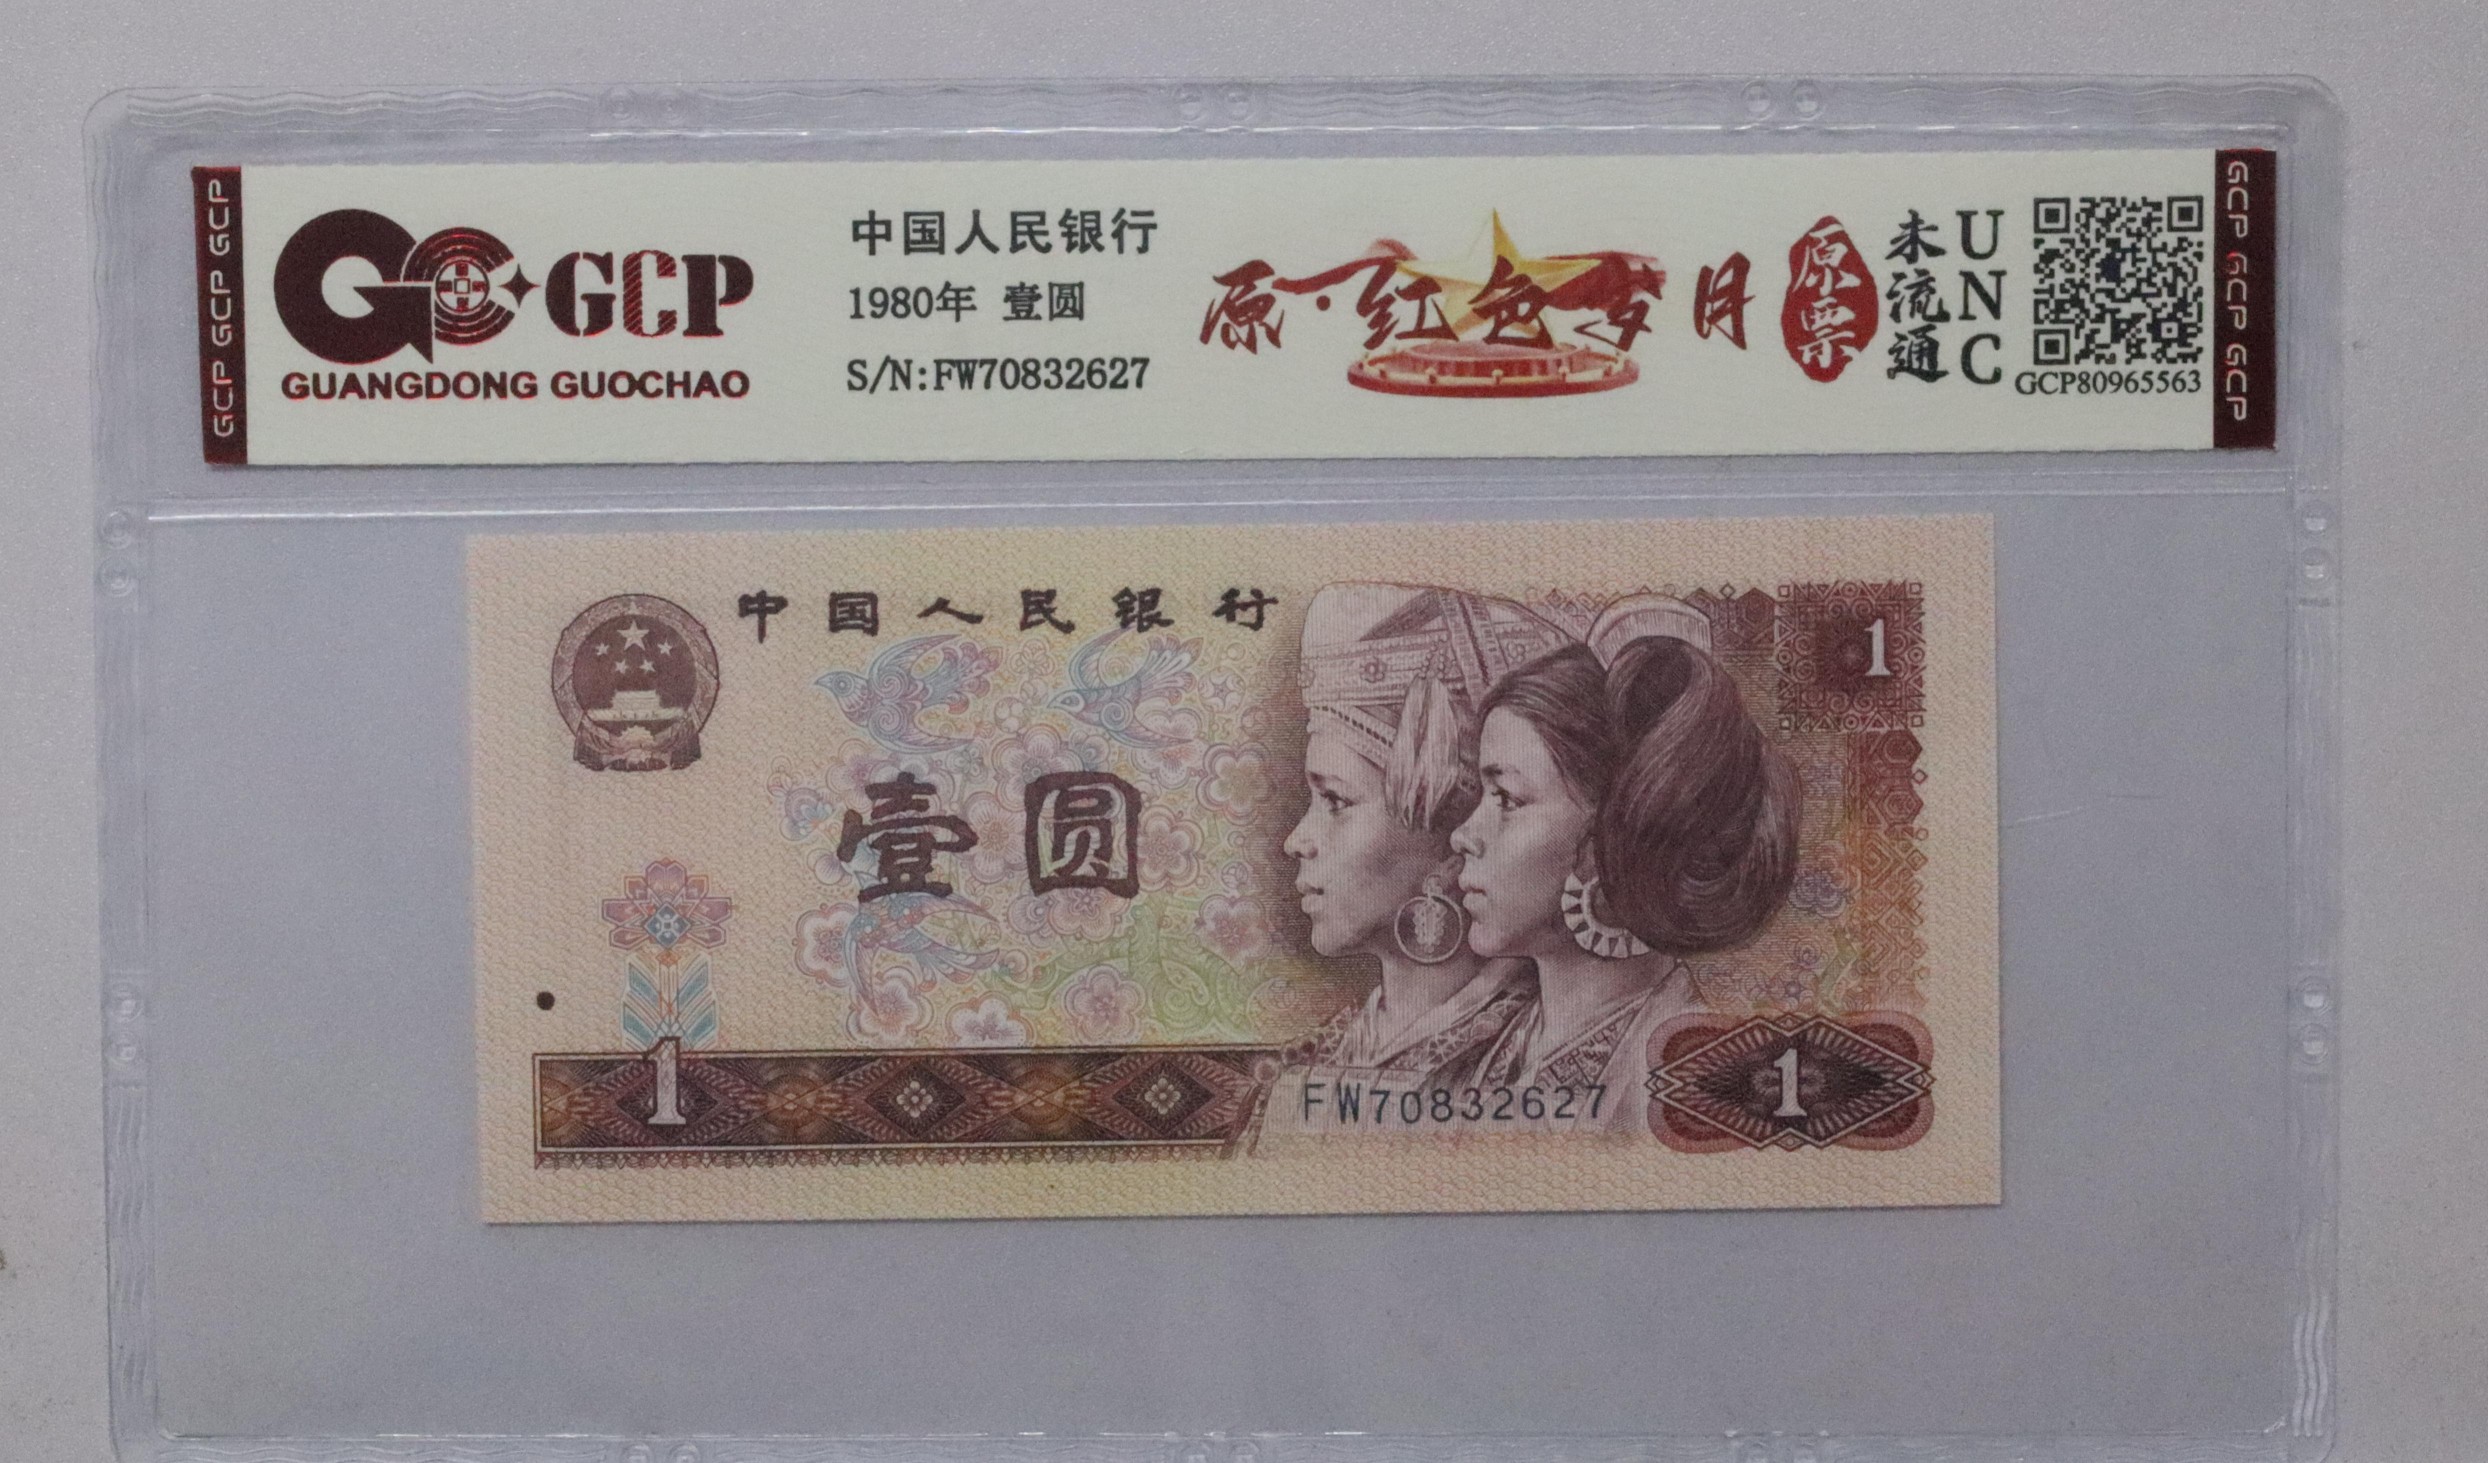 GCP GCP GCP
GCP
GUANGDONG GUOCHAO
中国人民银行
1980年 壹圆
S/N:FW70832627
原·红色岁月
原票
未流通
UNC
GCP80965563
GCP GCP GCP
中国人民银行
1
壹圆
1
FW70832627
1